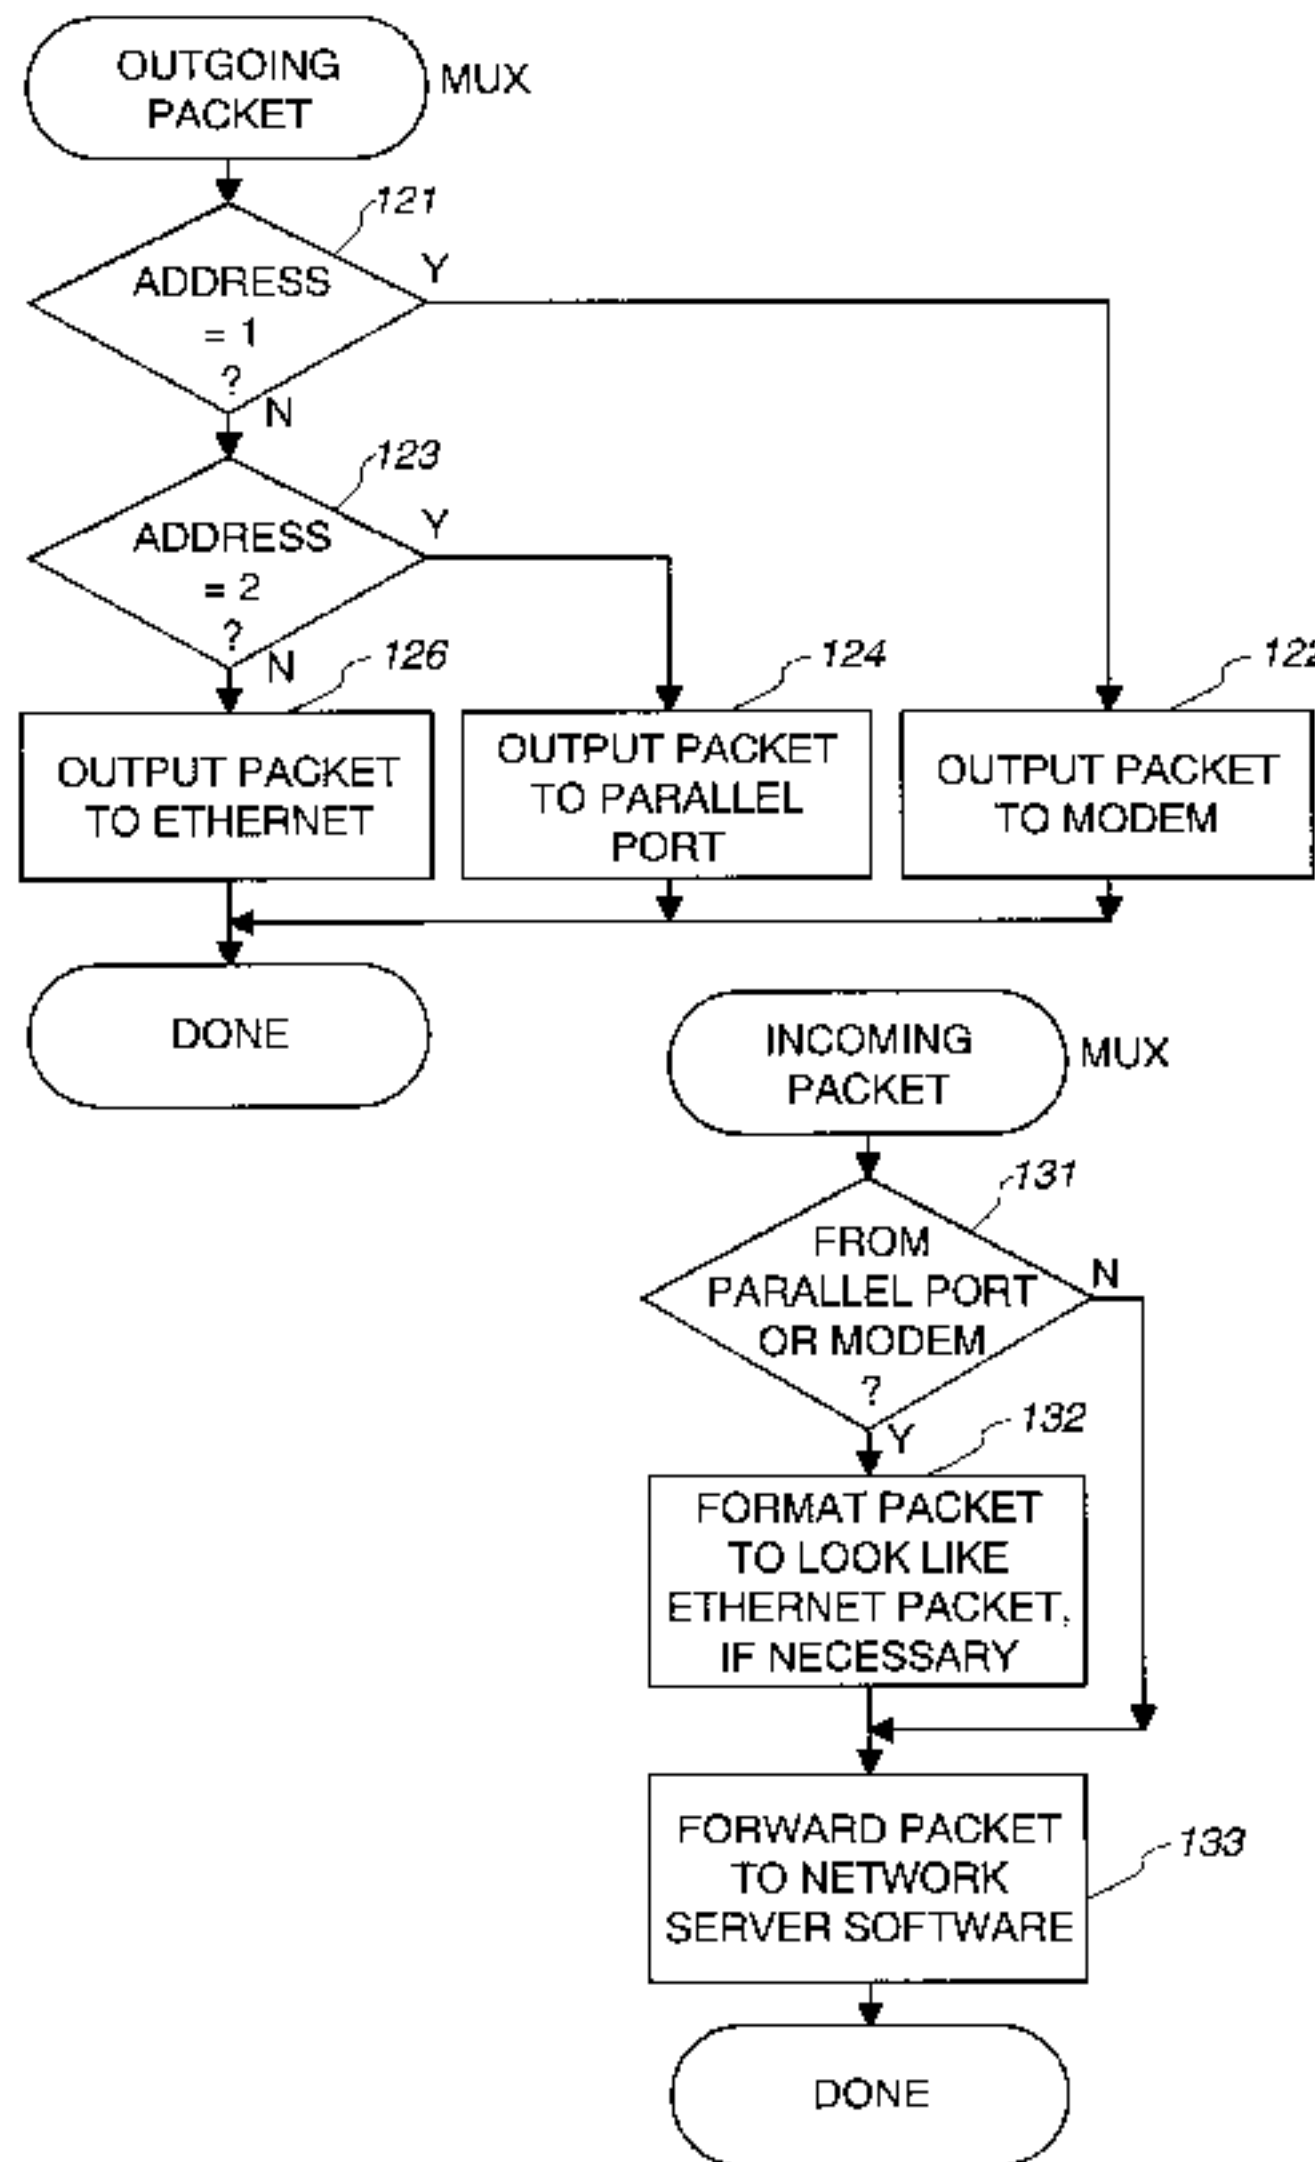 OUTGOING
PACKET
MUX
121
ADDRESS
= 1
?
Y
N
123
ADDRESS
= 2
?
Y
N
126
124
122
OUTPUT PACKET
TO ETHERNET
OUTPUT PACKET
TO PARALLEL
PORT
OUTPUT PACKET
TO MODEM
DONE
INCOMING
PACKET
MUX
131
FROM
PARALLEL PORT
OR MODEM
?
N
Y
132
FORMAT PACKET
TO LOOK LIKE
ETHERNET PACKET,
IF NECESSARY
FORWARD PACKET
TO NETWORK
SERVER SOFTWARE
133
DONE